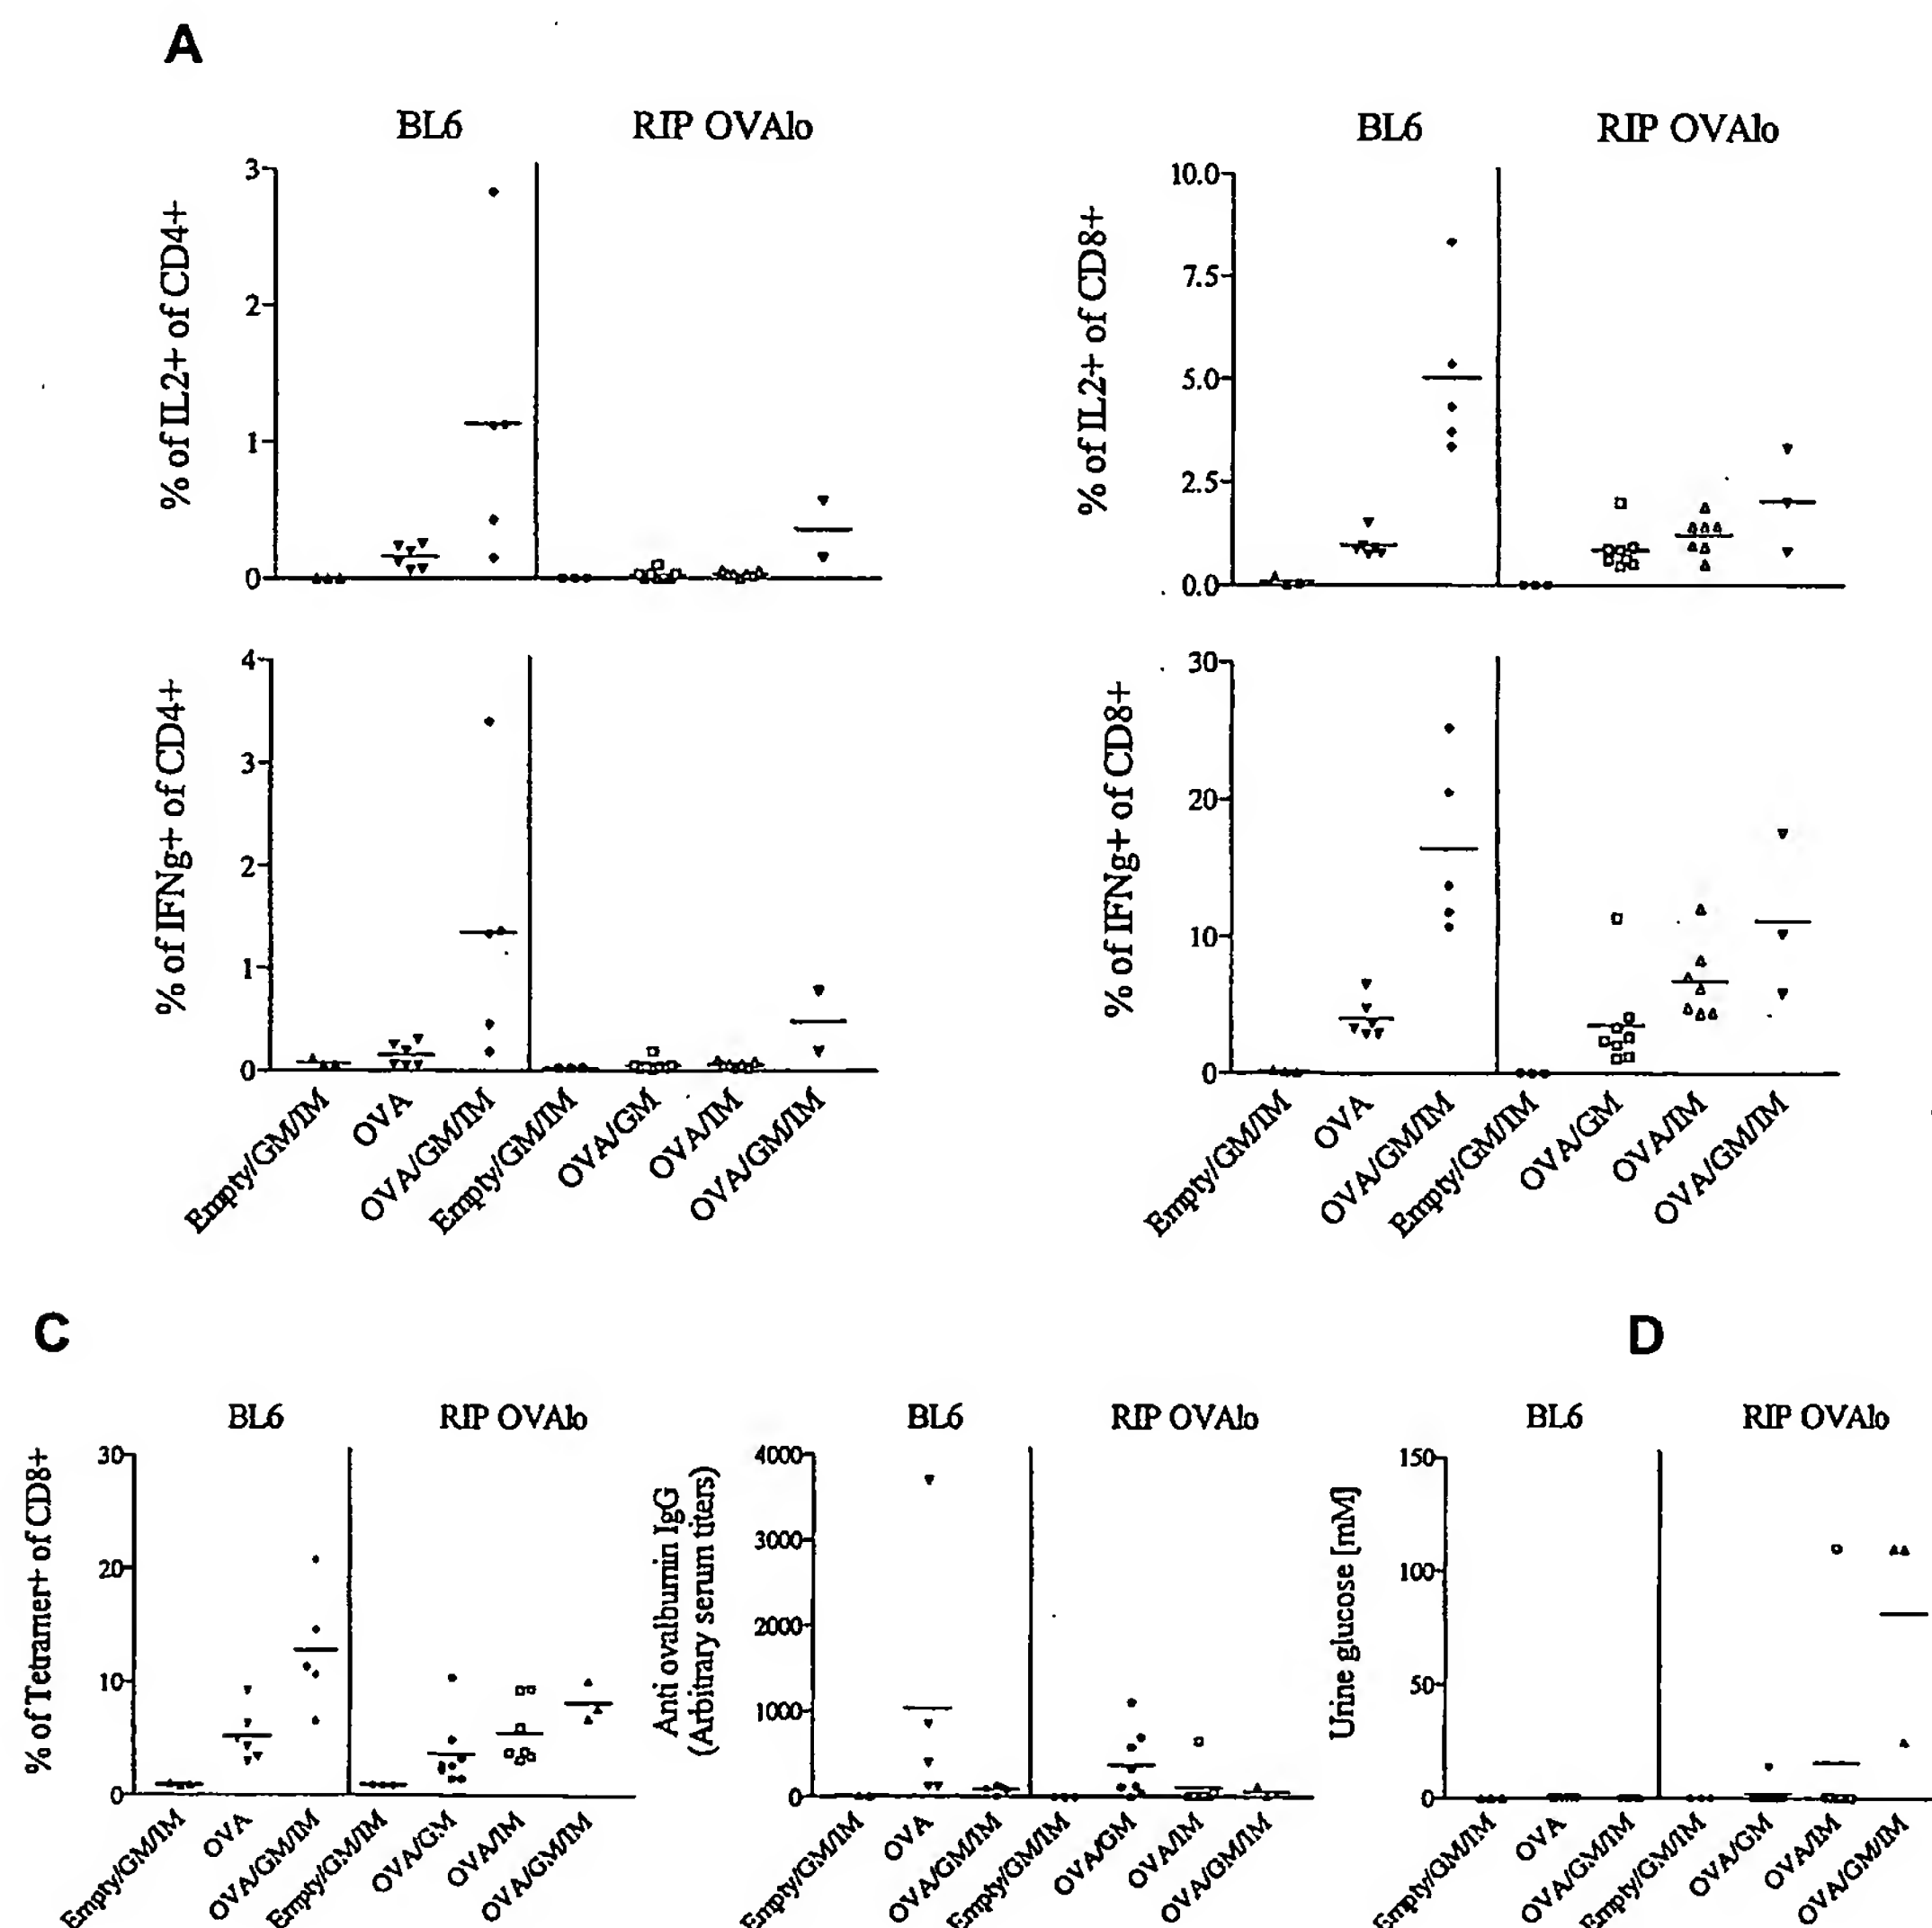 A
BL6 RIP OVAlo
% of IL2+ of CD4+
3
2
1
0
BL6 RIP OVAlo
% of IL2+ of CD8+
10.0
7.5
5.0
2.5
0.0
% of IFNg+ of CD4+
4
3
2
1
0
Empty/GM/IM
OVA
OVA/GM/IM
Empty/GM/IM
OVA/GM
OVA/IM
OVA/GM/IM
% of IFNg+ of CD8+
30
20
10
0
Empty/GM/IM
OVA
OVA/GM/IM
Empty/GM/IM
OVA/GM
OVA/IM
OVA/GM/IM
C
BL6 RIP OVAlo
% of Tetramer+ of CD8+
30
20
10
0
Empty/GM/IM
OVA
OVA/GM/IM
Empty/GM/IM
OVA/GM
OVA/IM
OVA/GM/IM
BL6 RIP OVAlo
Anti ovalbumin IgG
(Arbitrary serum titers)
4000
3000
2000
1000
0
Empty/GM/IM
OVA
OVA/GM/IM
Empty/GM/IM
OVA/GM
OVA/IM
OVA/GM/IM
D
BL6 RIP OVAlo
Urine glucose [mM]
150
100
50
0
Empty/GM/IM
OVA
OVA/GM/IM
Empty/GM/IM
OVA/GM
OVA/IM
OVA/GM/IM